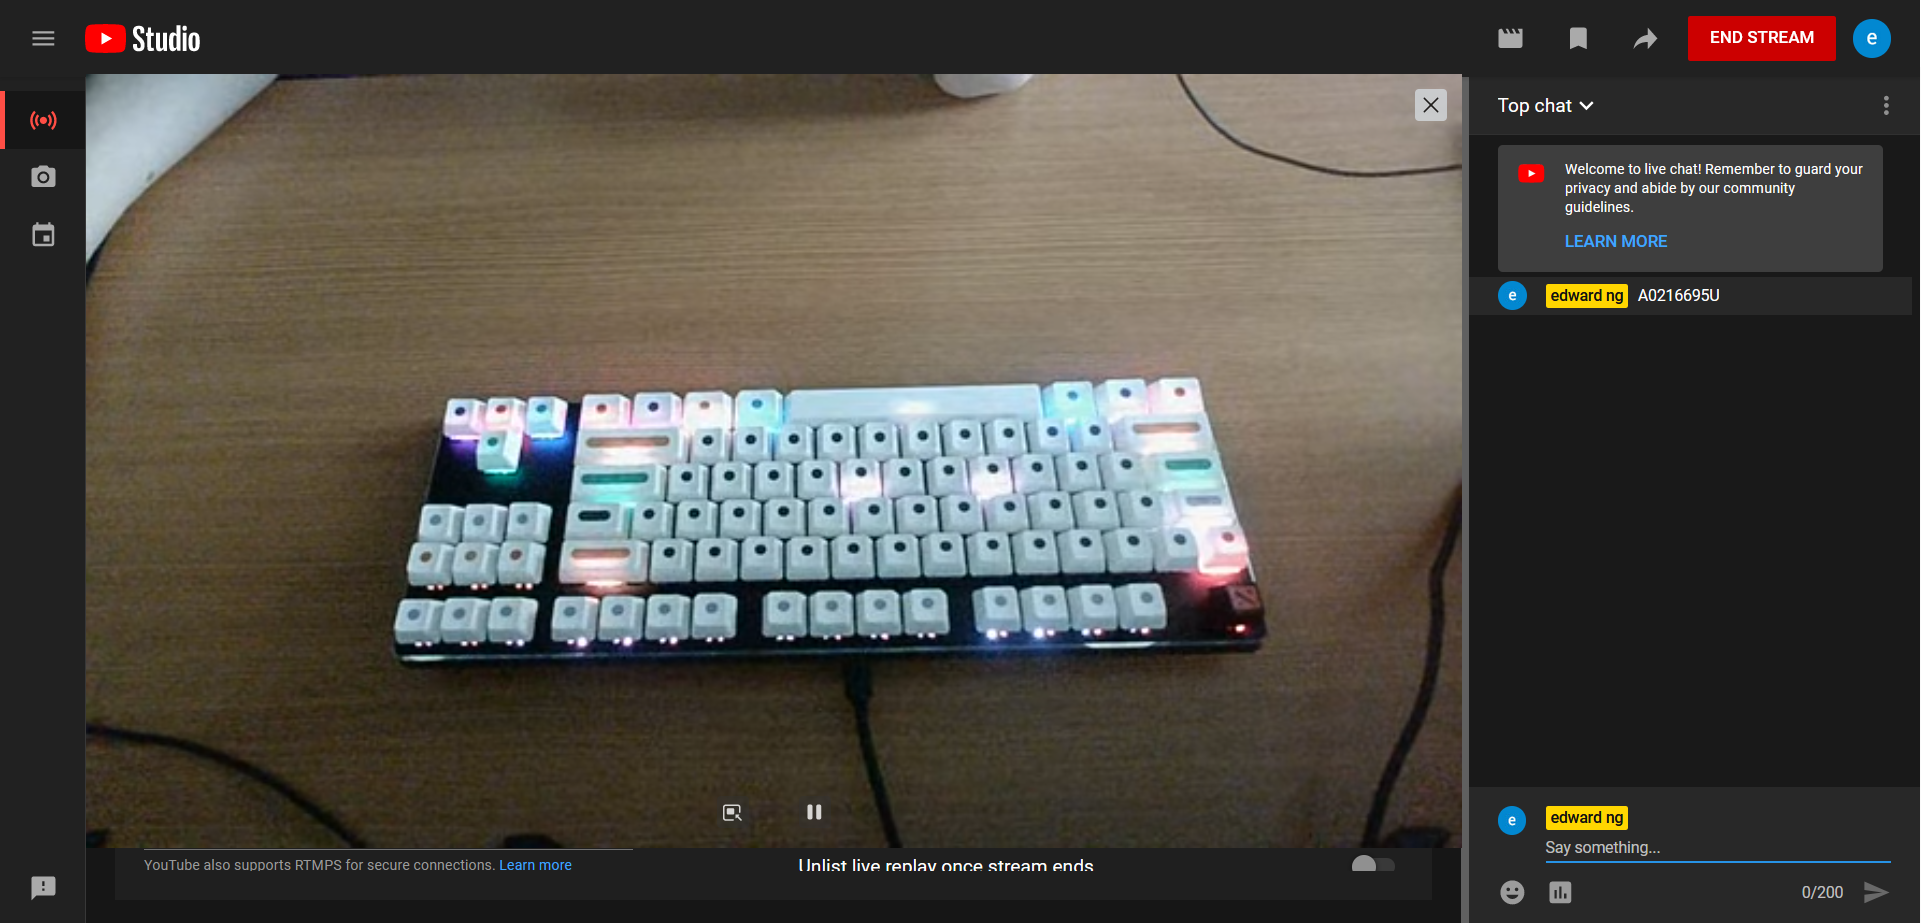 Studio
END STREAM
e
Top chat
Welcome to live chat! Remember to guard your
privacy and abide by our community
guidelines.
LEARN MORE
e edward ng A0216695U
YouTube also supports RTMPS for secure connections. Learn more
Unlist live replay once stream ends
e edward ng
Say something...
0/200